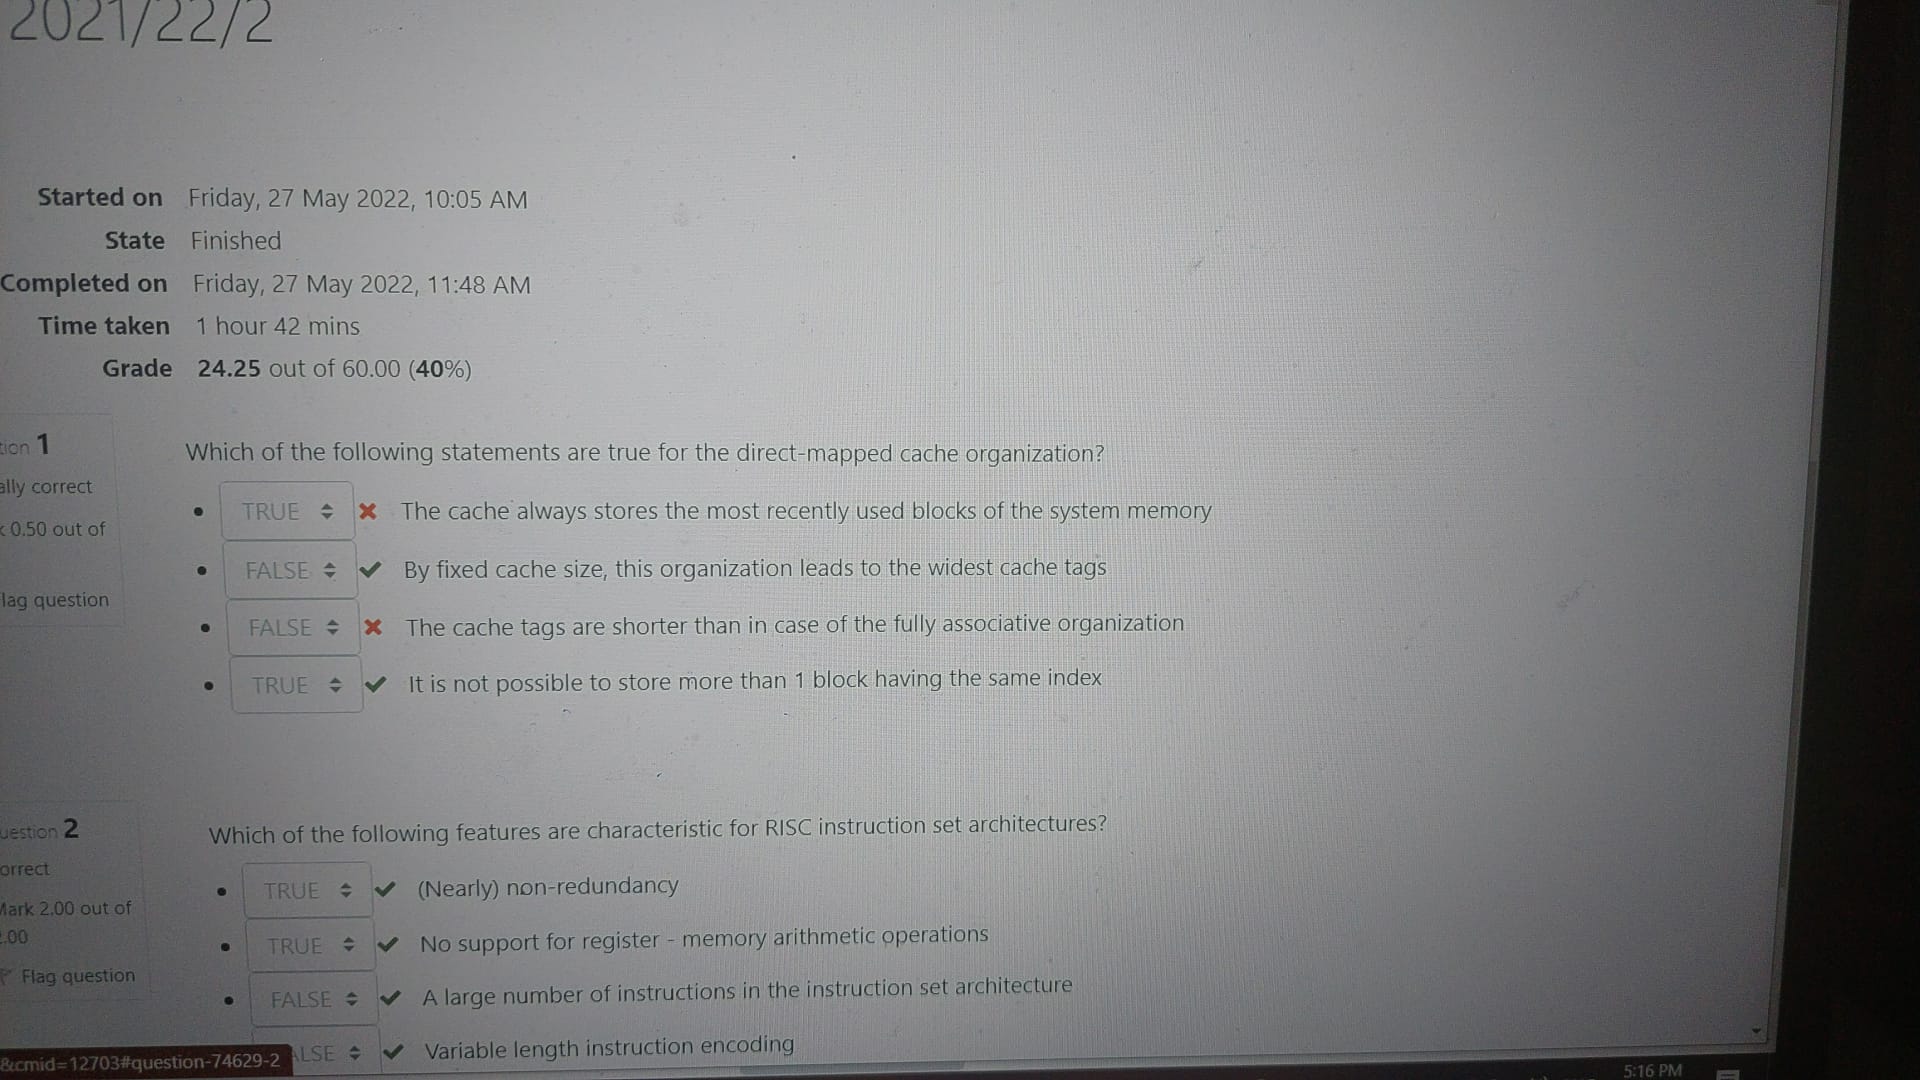 2021/22/2
Started on Friday, 27 May 2022, 10:05 AM
State Finished
Completed on Friday, 27 May 2022, 11:48 AM
Time taken 1 hour 42 mins
Grade 24.25 out of 60.00 (40%)
tion 1
ally correct
0.50 out of
lag question
Which of the following statements are true for the direct-mapped cache organization?
TRUE The cache always stores the most recently used blocks of the system memory
FALSE By fixed cache size, this organization leads to the widest cache tags
FALSE The cache tags are shorter than in case of the fully associative organization
TRUE It is not possible to store more than 1 block having the same index
uestion 2
orrect
Mark 2.00 out of
2.00
Flag question
Which of the following features are characteristic for RISC instruction set architectures?
TRUE (Nearly) non-redundancy
TRUE No support for register - memory arithmetic operations
FALSE A large number of instructions in the instruction set architecture
ALSE Variable length instruction encoding
&cmid=12703#question-74629-2
5:16 PM